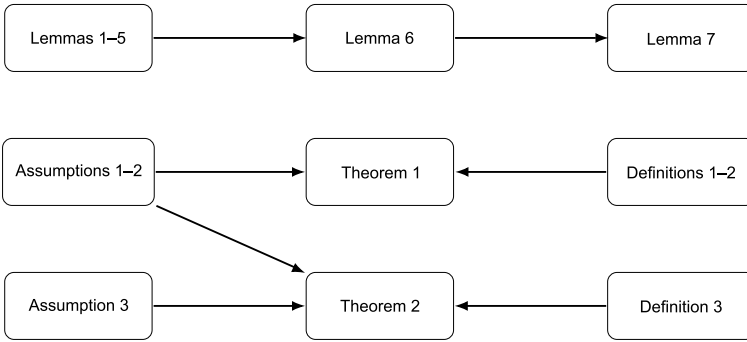 Lemmas 1–5
Lemma 6
Lemma 7
Assumptions 1–2
Theorem 1
Definitions 1–2
Assumption 3
Theorem 2
Definition 3